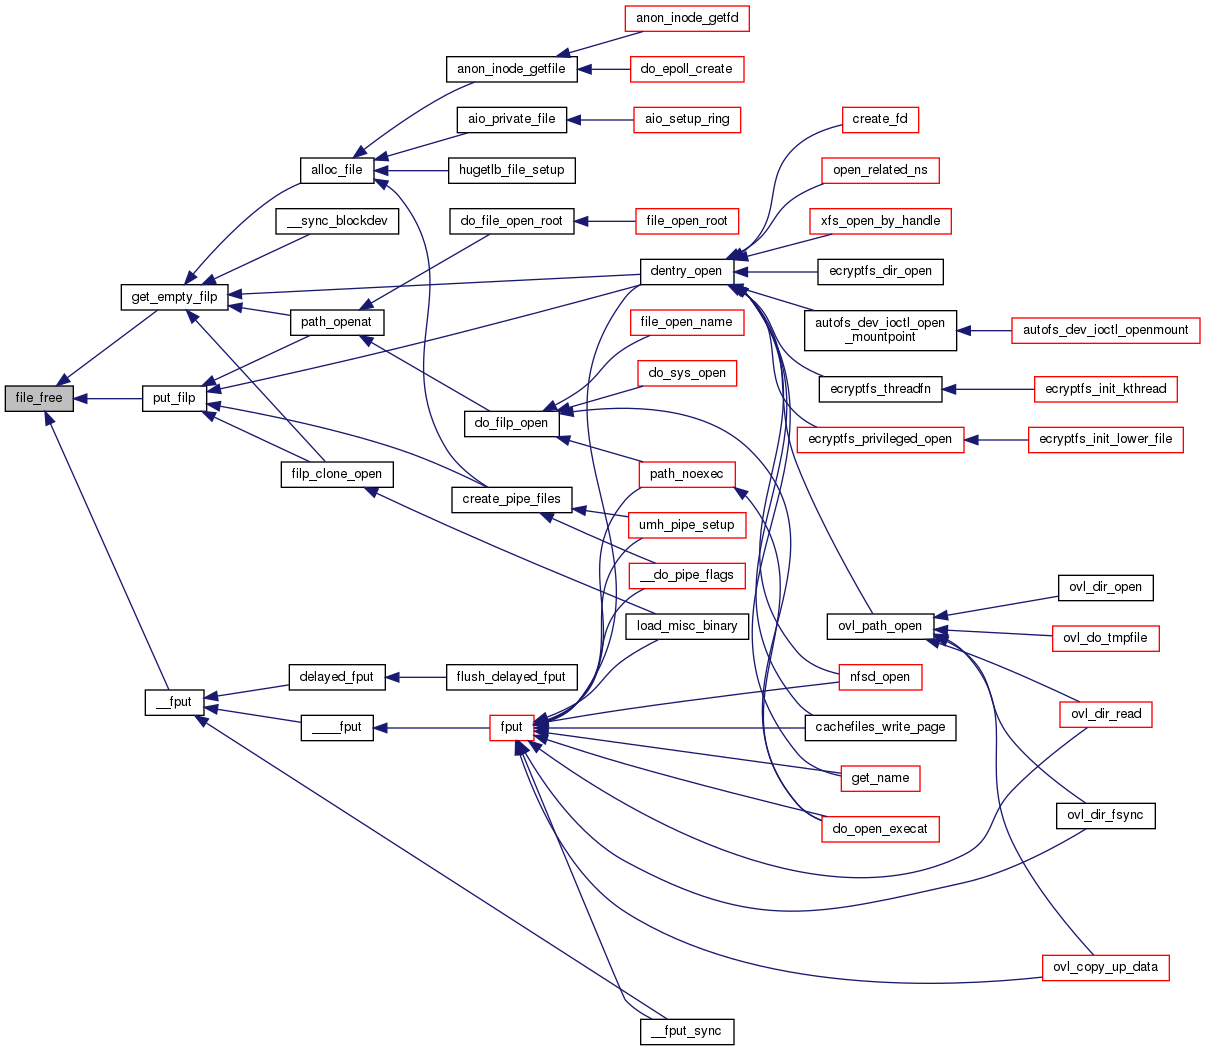 anon_inode_getfd
anon_inode_getfile
do_epoll_create
aio_private_file
aio_setup_ring
create_fd
alloc_file
hugetlb_file_setup
open_related_ns
__sync_blockdev
do_file_open_root
file_open_root
xfs_open_by_handle
dentry_open
ecryptfs_dir_open
get_empty_filp
path_openat
file_open_name
autofs_dev_ioctl_open
_mountpoint
autofs_dev_ioctl_openmount
do_sys_open
ecryptfs_threadfn
ecryptfs_init_kthread
file_free
put_filp
do_filp_open
ecryptfs_privileged_open
ecryptfs_init_lower_file
filp_clone_open
path_noexec
create_pipe_files
umh_pipe_setup
__do_pipe_flags
ovl_dir_open
load_misc_binary
ovl_path_open
ovl_do_tmpfile
delayed_fput
flush_delayed_fput
nfsd_open
__fput
____fput
fput
cachefiles_write_page
ovl_dir_read
get_name
do_open_execat
ovl_dir_fsync
ovl_copy_up_data
__fput_sync